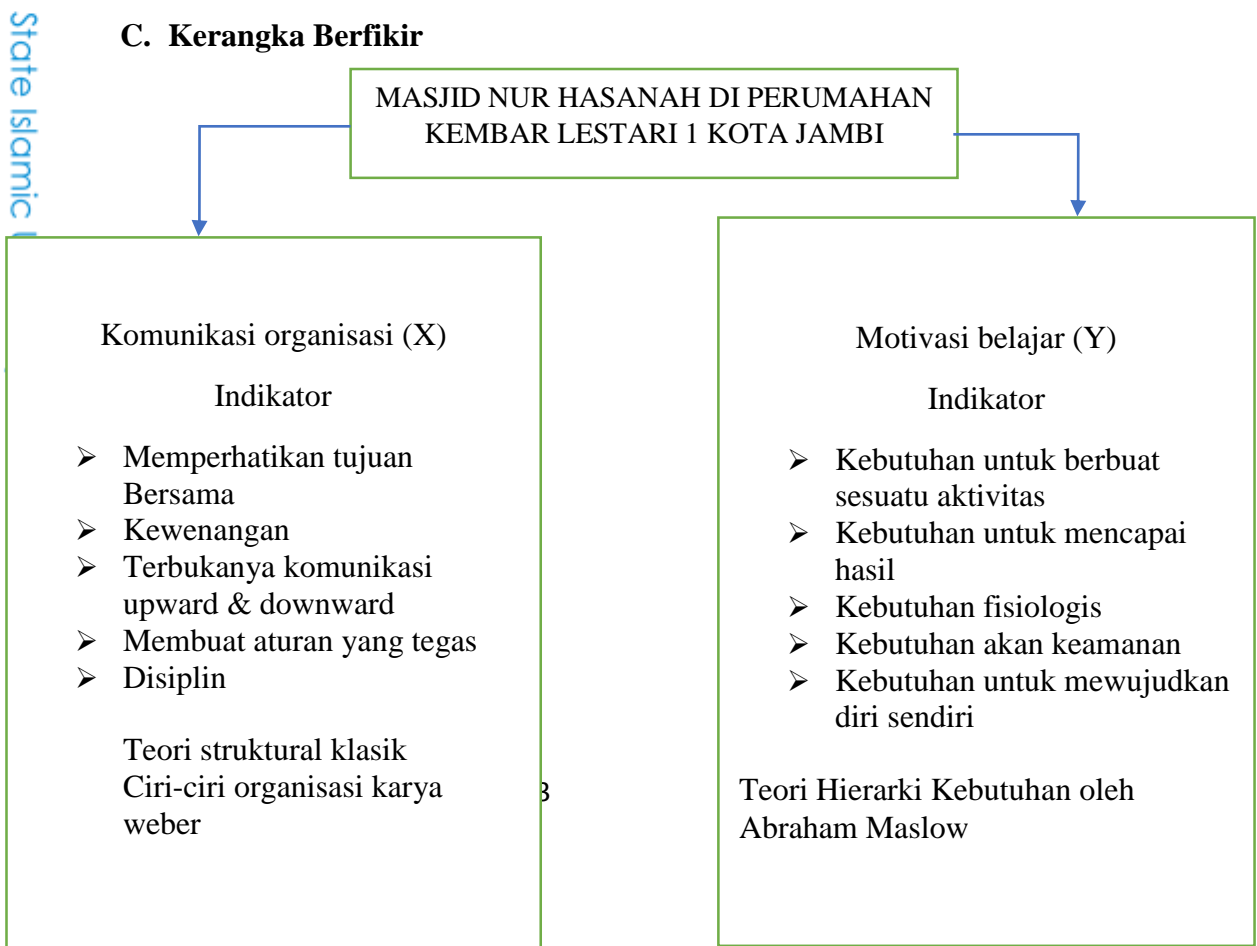 State Islamic
C. Kerangka Berfikir
MASJID NUR HASANAH DI PERUMAHAN
KEMBAR LESTARI 1 KOTA JAMBI
Komunikasi organisasi (X)
Indikator
➢ Memperhatikan tujuan
Bersama
➢ Kewenangan
➢ Terbukanya komunikasi
upward & downward
➢ Membuat aturan yang tegas
➢ Disiplin
Teori struktural klasik
Ciri-ciri organisasi karya
weber
Motivasi belajar (Y)
Indikator
➢ Kebutuhan untuk berbuat
sesuatu aktivitas
➢ Kebutuhan untuk mencapai
hasil
➢ Kebutuhan fisiologis
➢ Kebutuhan akan keamanan
➢ Kebutuhan untuk mewujudkan
diri sendiri
Teori Hierarki Kebutuhan oleh
Abraham Maslow